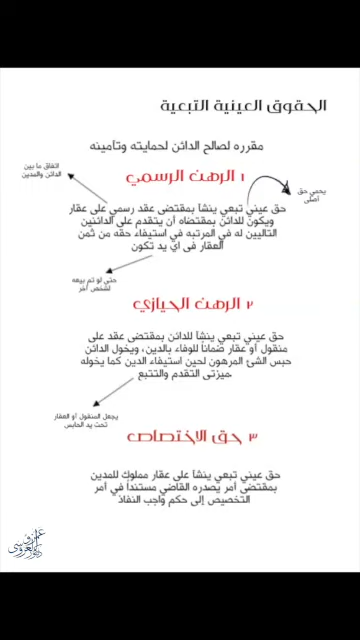 الحقوق العينية التبعية
مقرره لصالح الدائن لحمايته وتأمينه
اتفاق ما بين
الدائن والمدين
١ الرهن الرسمي
يحمي حق
أصلي
حق عيني تبعي ينشأ بمقتضى عقد رسمي على عقار
ويكون للدائن بمقتضاه أن يتقدم على الدائنين
التاليين له في المرتبه في استيفاء حقه من ثمن
العقار فى اي يد تكون
حتى لو تم بيعه
لشخص آخر
٢ الرهن الحيازي
حق عيني تبعي ينشأ للدائن بمقتضى عقد على
منقول أو عقار ضماناً للوفاء بالدين، ويخول الدائن
حبس الشئ المرهون لحين استيفاء الدين كما يخوله
ميزتى التقدم والتتبع.
يجعل المنقول أو العقار
تحت يد الحابس
٣ حق الاختصاص
حق عيني تبعي ينشأ على عقار مملوك للمدين
بمقتضى أمر يصدره القاضي مستنداً في أمر
التخصيص إلى حكم واجب النفاذ